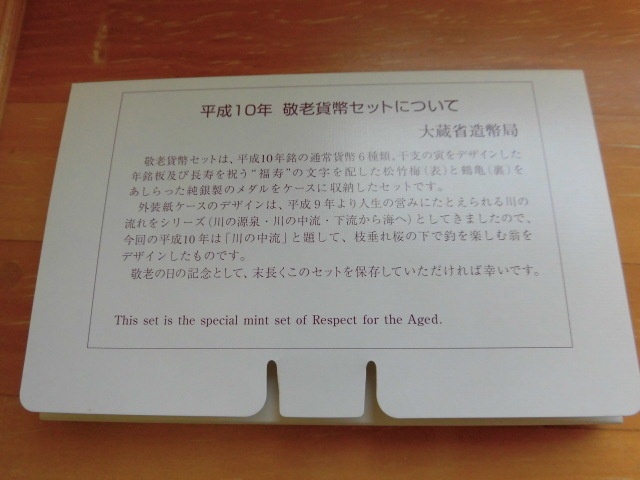 平成10年 敬老貨幣セットについて
大蔵省造幣局
敬老貨幣セットは、平成10年銘の通常貨幣6種類、干支の寅をデザインした
年銘板及び長寿を祝う“福寿”の文字を配した松竹梅(表)と鶴亀(裏)を
あしらった純銀製のメダルをケースに収納したセットです。
外装紙ケースのデザインは、平成9年より人生の営みにたとえられる川の
流れをシリーズ(川の源泉・川の中流・下流から海へ)としてきましたので、
今回の平成10年は「川の中流」と題して、枝垂れ桜の下で釣を楽しむ翁を
デザインしたものです。
敬老の日の記念として、末長くこのセットを保存していただければ幸いです。
This set is the special mint set of Respect for the Aged.